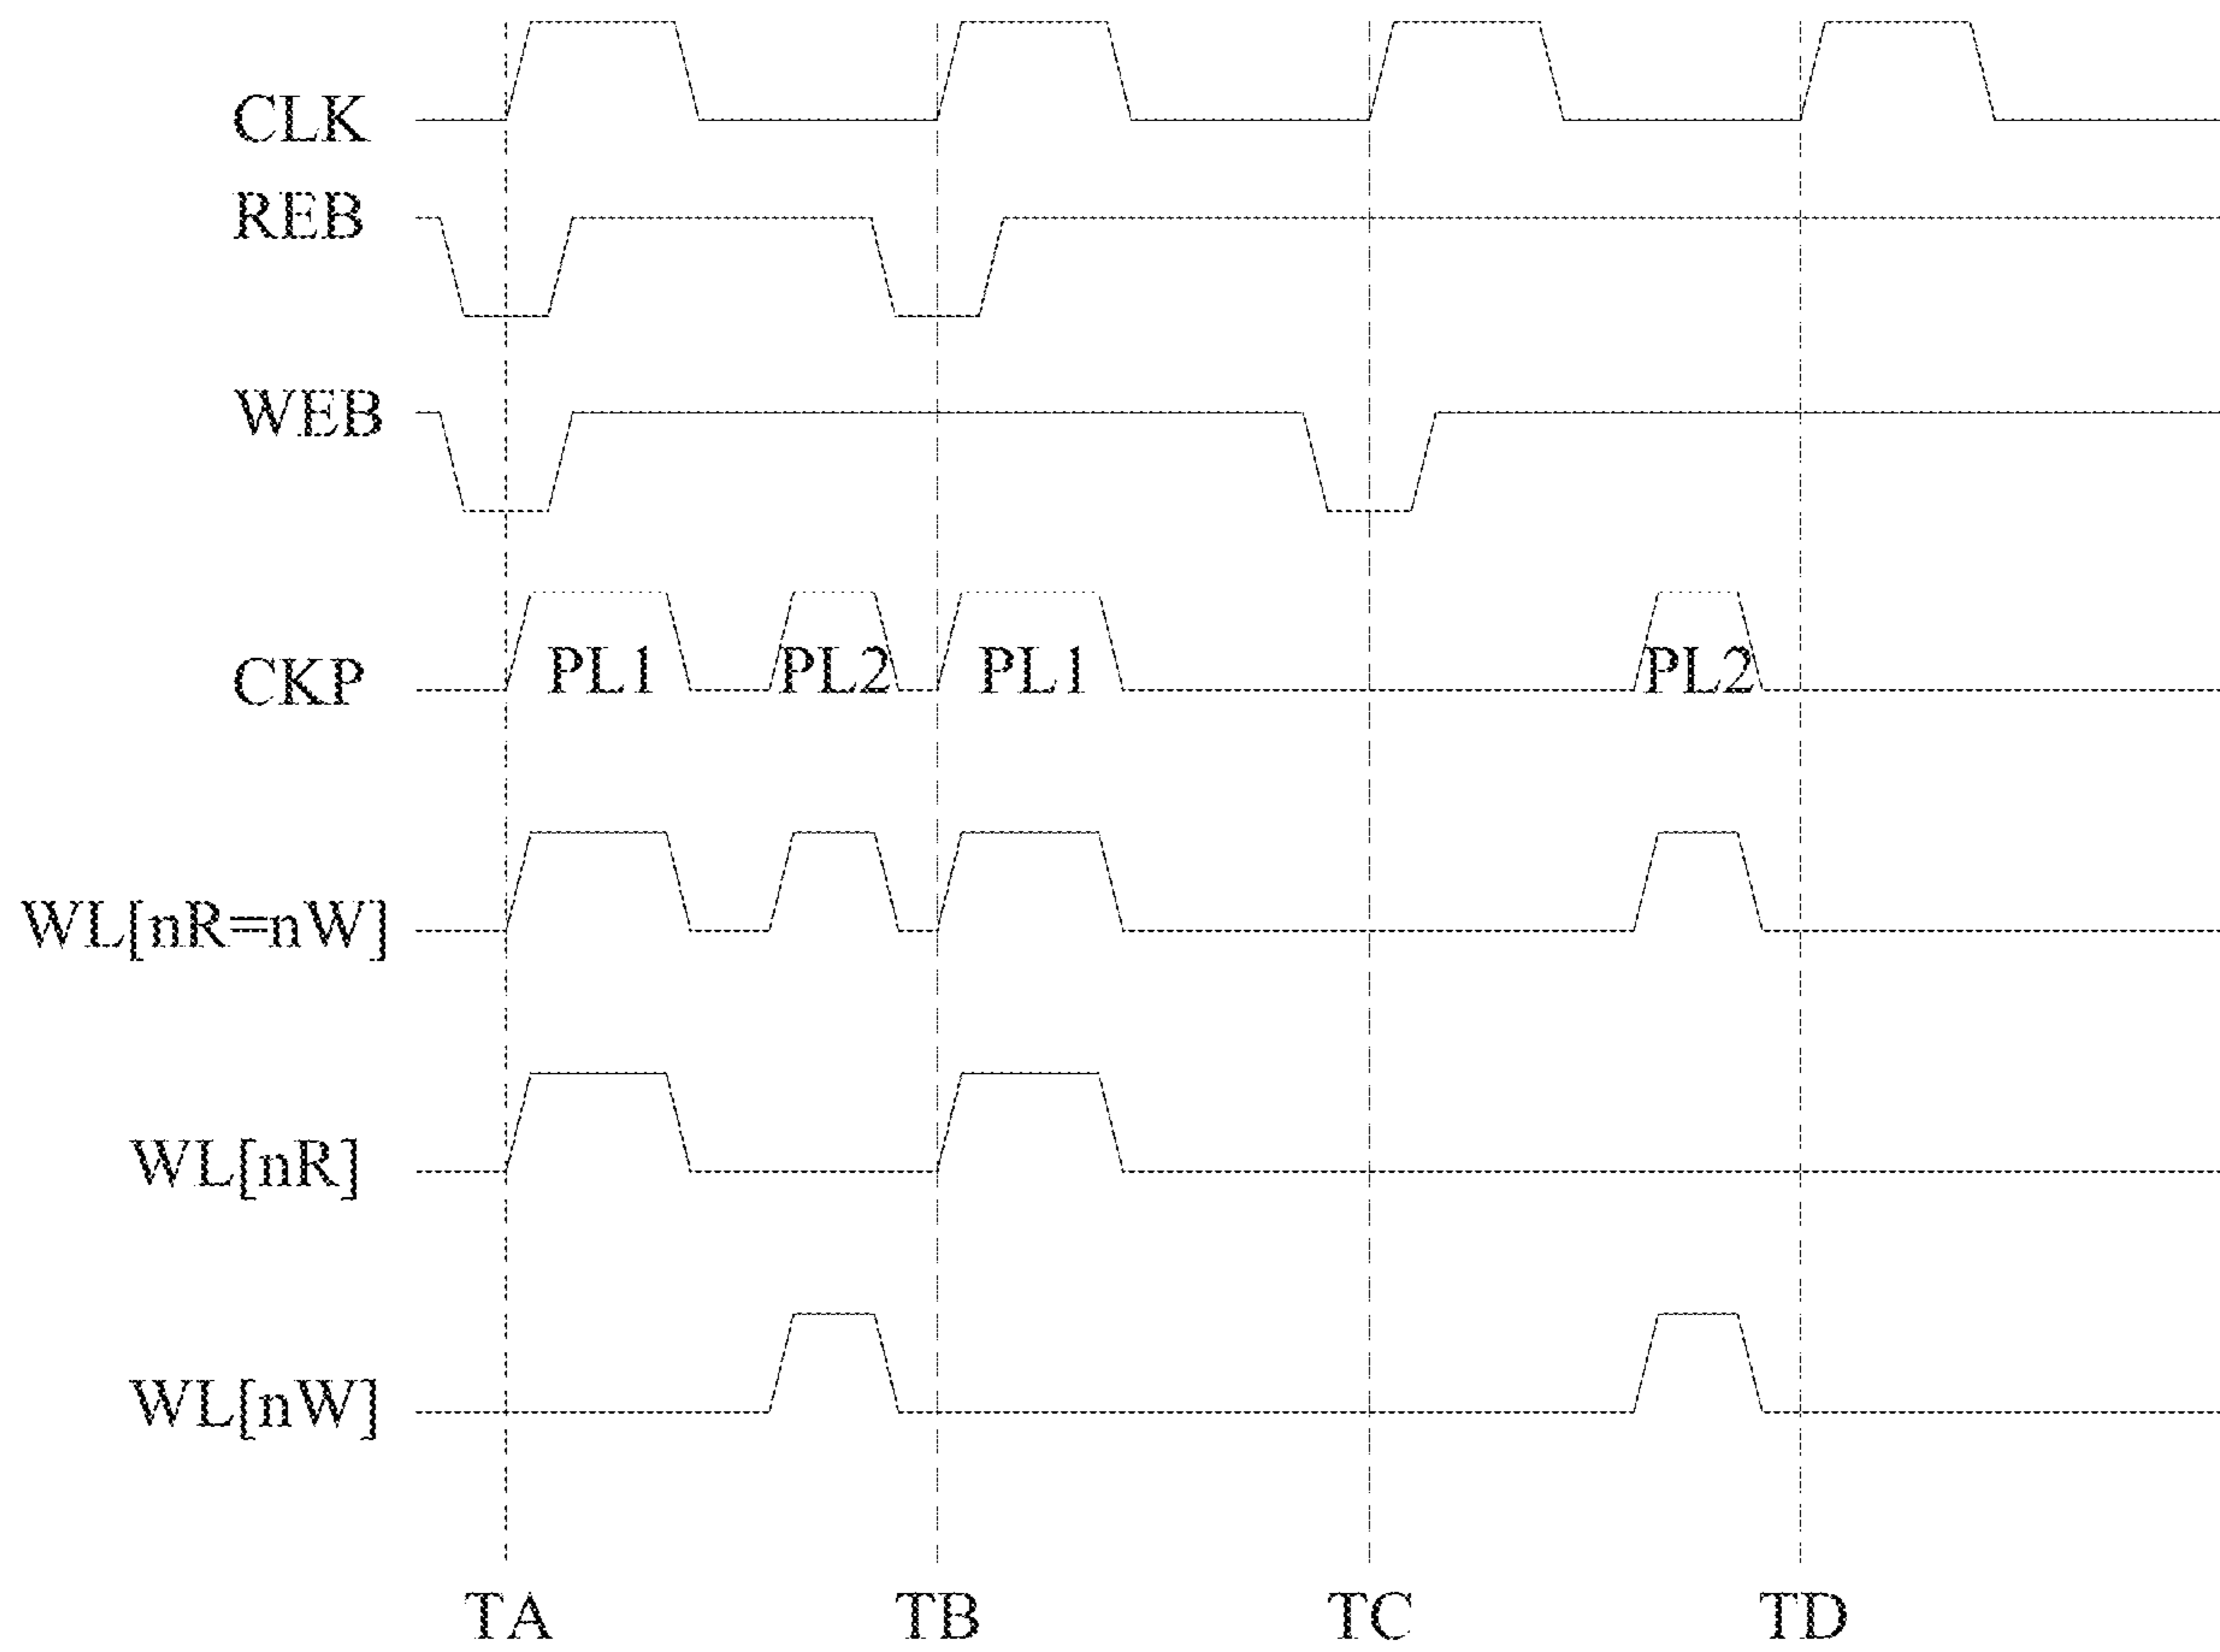 CLK
REB
WEB
CKP PL1 PL2 PL1 PL2
WL[nR=nW]
WL[nR]
WL[nW]
TA TB TC TD